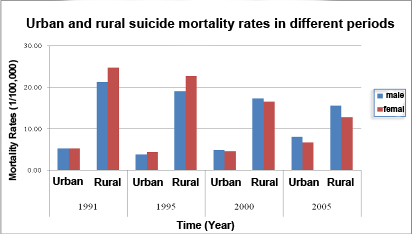 Urban and rural suicide mortality rates in different periods
30.00
20.00
10.00
0.00
Mortality Rates (1/100,000)
male
femal
Urban Rural Urban Rural Urban Rural Urban Rural
1991 1995 2000 2005
Time (Year)